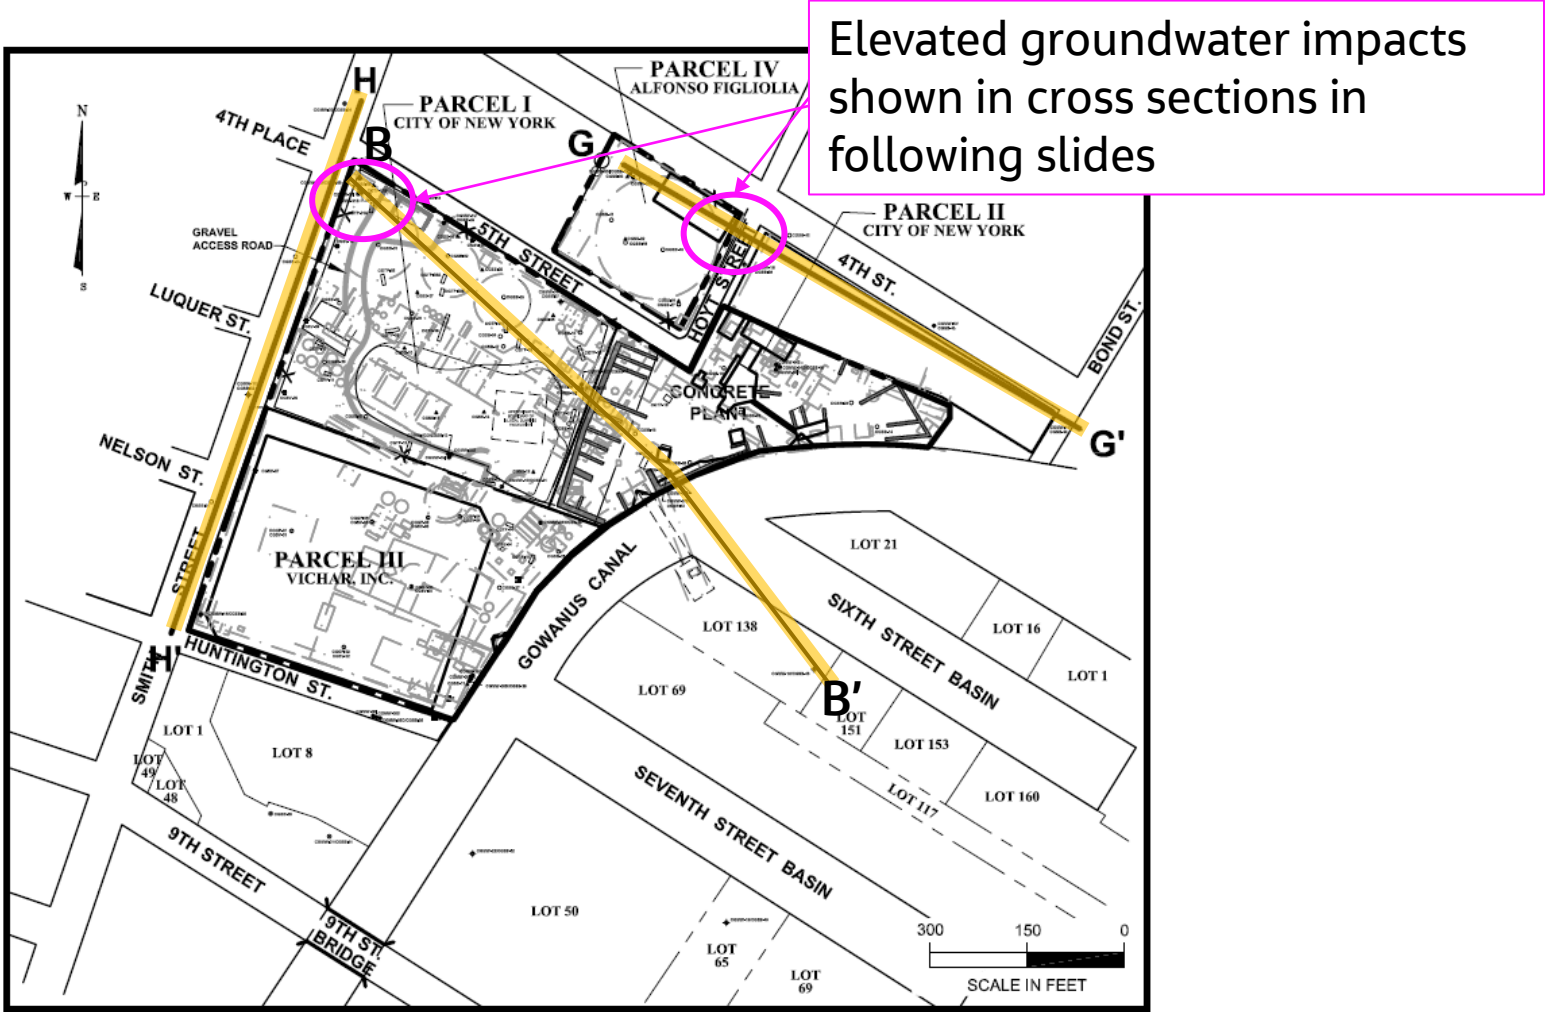 Elevated groundwater impacts
shown in cross sections in
following slides
H
PARCEL IV
ALFONSO FIGLIOLIA
PARCEL I
CITY OF NEW YORK
N
W
E
S
4TH PLACE
B
G
PARCEL II
CITY OF NEW YORK
GRAVEL
ACCESS ROAD
5TH STREET
HOYT STREET
4TH ST.
LUQUER ST.
BOND ST.
CONCRETE
PLANT
G'
NELSON ST.
PARCEL III
VICHAR, INC.
LOT 21
GOWANUS CANAL
SIXTH STREET BASIN
LOT 16
LOT 138
LOT 1
H'
SMITH
STREET
HUNTINGTON ST.
LOT 69
B'
LOT
151
LOT 153
LOT 1
LOT 8
LOT
49
LOT
48
LOT 160
LOT 117
SEVENTH STREET BASIN
9TH STREET
LOT 50
9TH ST.
BRIDGE
LOT
65
LOT
69
300
150
0
SCALE IN FEET